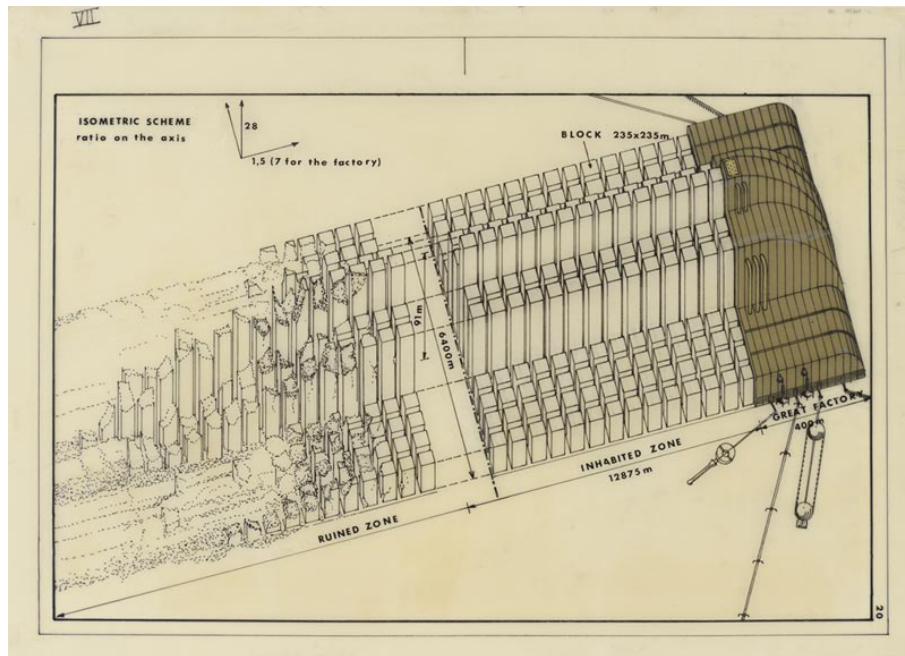 VII
ISOMETRIC SCHEME
ratio on the axis
28
1,5 (7 for the factory)
BLOCK 235x235m
91m
6400m
GREAT FACTORY
400m
INHABITED ZONE
12875m
RUINED ZONE
20